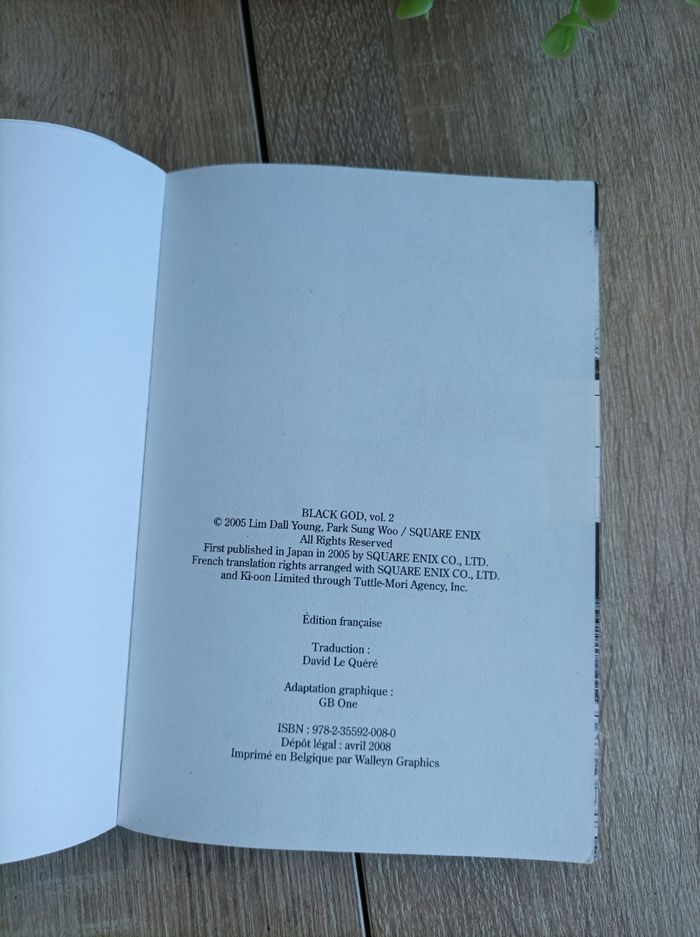 BLACK GOD, vol. 2
© 2005 Lim Dall Young, Park Sung Woo / SQUARE ENIX
All Rights Reserved
First published in Japan in 2005 by SQUARE ENIX CO., LTD.
French translation rights arranged with SQUARE ENIX CO., LTD.
and Ki-oon Limited through Tuttle-Mori Agency, Inc.
Édition française
Traduction :
David Le Quéré
Adaptation graphique :
GB One
ISBN : 978-2-35592-008-0
Dépôt légal : avril 2008
Imprimé en Belgique par Walleyn Graphics